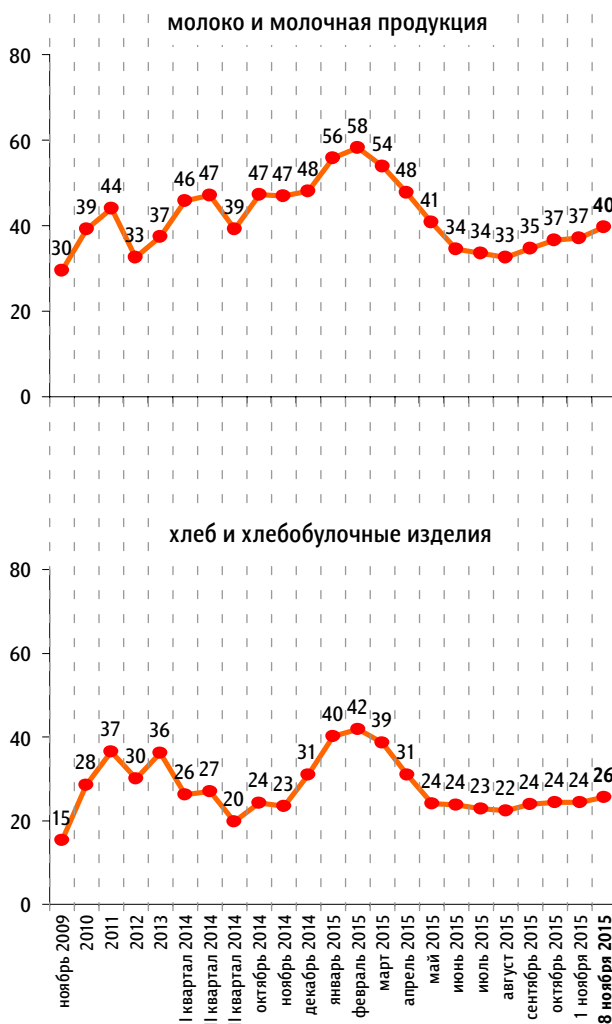 молоко и молочная продукция
80
60
40
20
0
30 39 44 33 37 46 47 39 47 47 48 56 58 54 48 41 34 34 33 35 37 37 40
хлеб и хлебобулочные изделия
80
60
40
20
0
15 28 37 30 36 26 27 20 24 23 31 40 42 39 31 24 24 23 22 24 24 24 26
ноябрь 2009
2010
2011
2012
2013
I квартал 2014
II квартал 2014
II квартал 2014
октябрь 2014
ноябрь 2014
декабрь 2014
январь 2015
февраль 2015
март 2015
апрель 2015
май 2015
июнь 2015
июль 2015
август 2015
сентябрь 2015
октябрь 2015
1 ноября 2015
8 ноября 2015